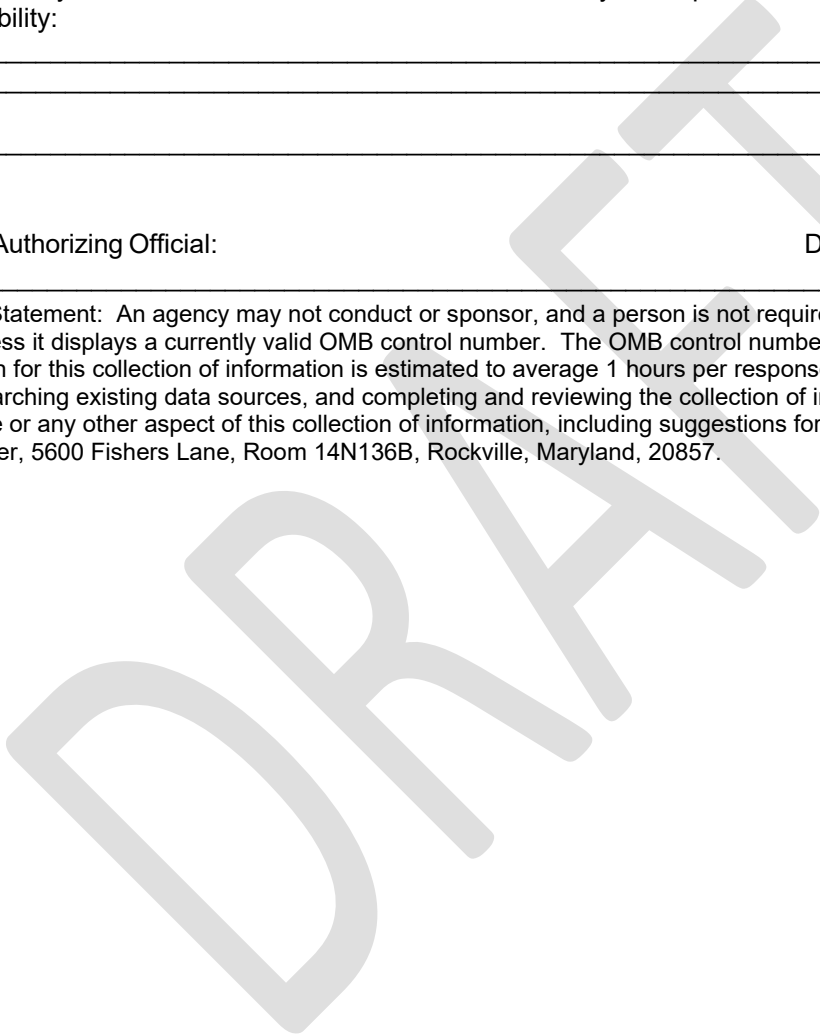 bility:
Authorizing Official: D
Statement: An agency may not conduct or sponsor, and a person is not require
ess it displays a currently valid OMB control number. The OMB control numbe
n for this collection of information is estimated to average 1 hours per respons
arching existing data sources, and completing and reviewing the collection of i
e or any other aspect of this collection of information, including suggestions for
er, 5600 Fishers Lane, Room 14N136B, Rockville, Maryland, 20857.
DRAFT